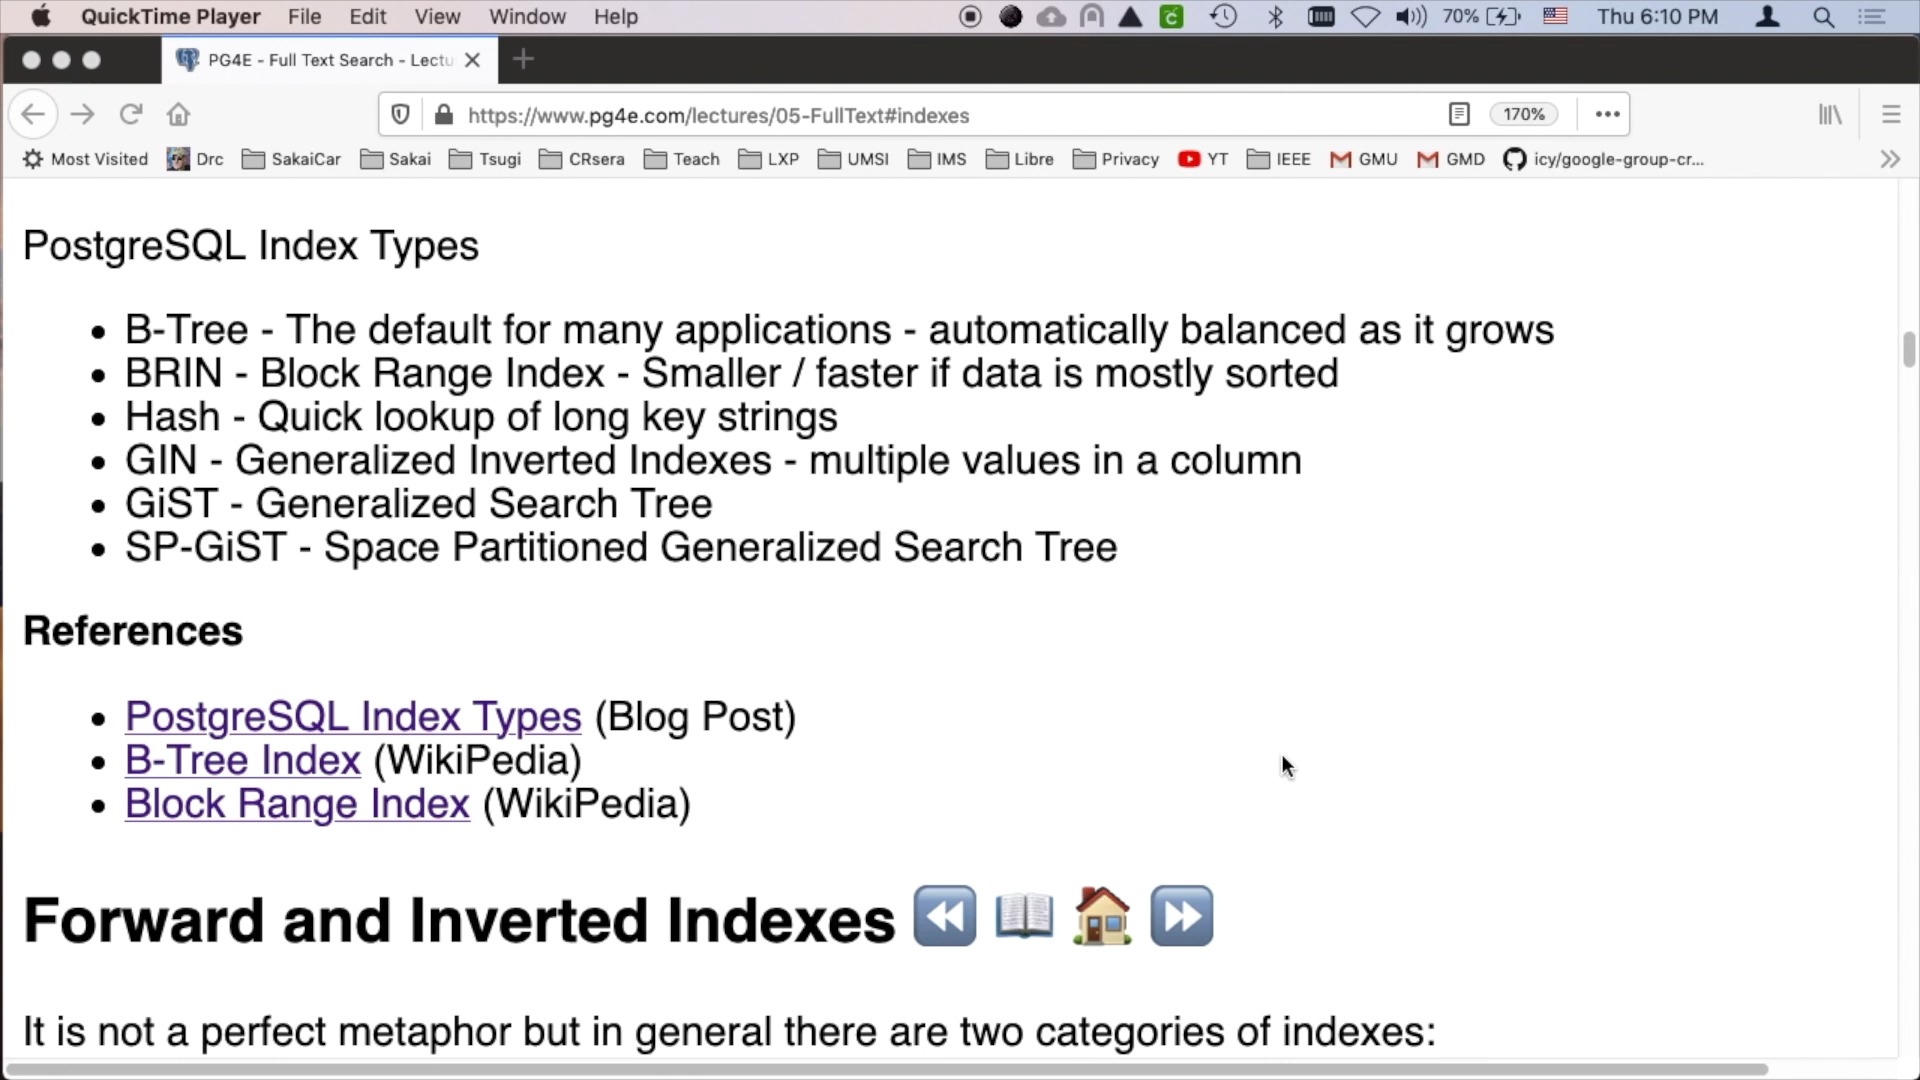 QuickTime Player File Edit View Window Help 70% Thu 6:10 PM
PG4E - Full Text Search - Lectu
https://www.pg4e.com/lectures/05-FullText#indexes 170%
Most Visited Drc SakaiCar Sakai Tsugi CRsera Teach LXP UMSI IMS Libre Privacy YT IEEE GMU GMD icy/google-group-cr...
PostgreSQL Index Types
• B-Tree - The default for many applications - automatically balanced as it grows
• BRIN - Block Range Index - Smaller / faster if data is mostly sorted
• Hash - Quick lookup of long key strings
• GIN - Generalized Inverted Indexes - multiple values in a column
• GiST - Generalized Search Tree
• SP-GiST - Space Partitioned Generalized Search Tree
References
• PostgreSQL Index Types (Blog Post)
• B-Tree Index (WikiPedia)
• Block Range Index (WikiPedia)
Forward and Inverted Indexes
It is not a perfect metaphor but in general there are two categories of indexes: